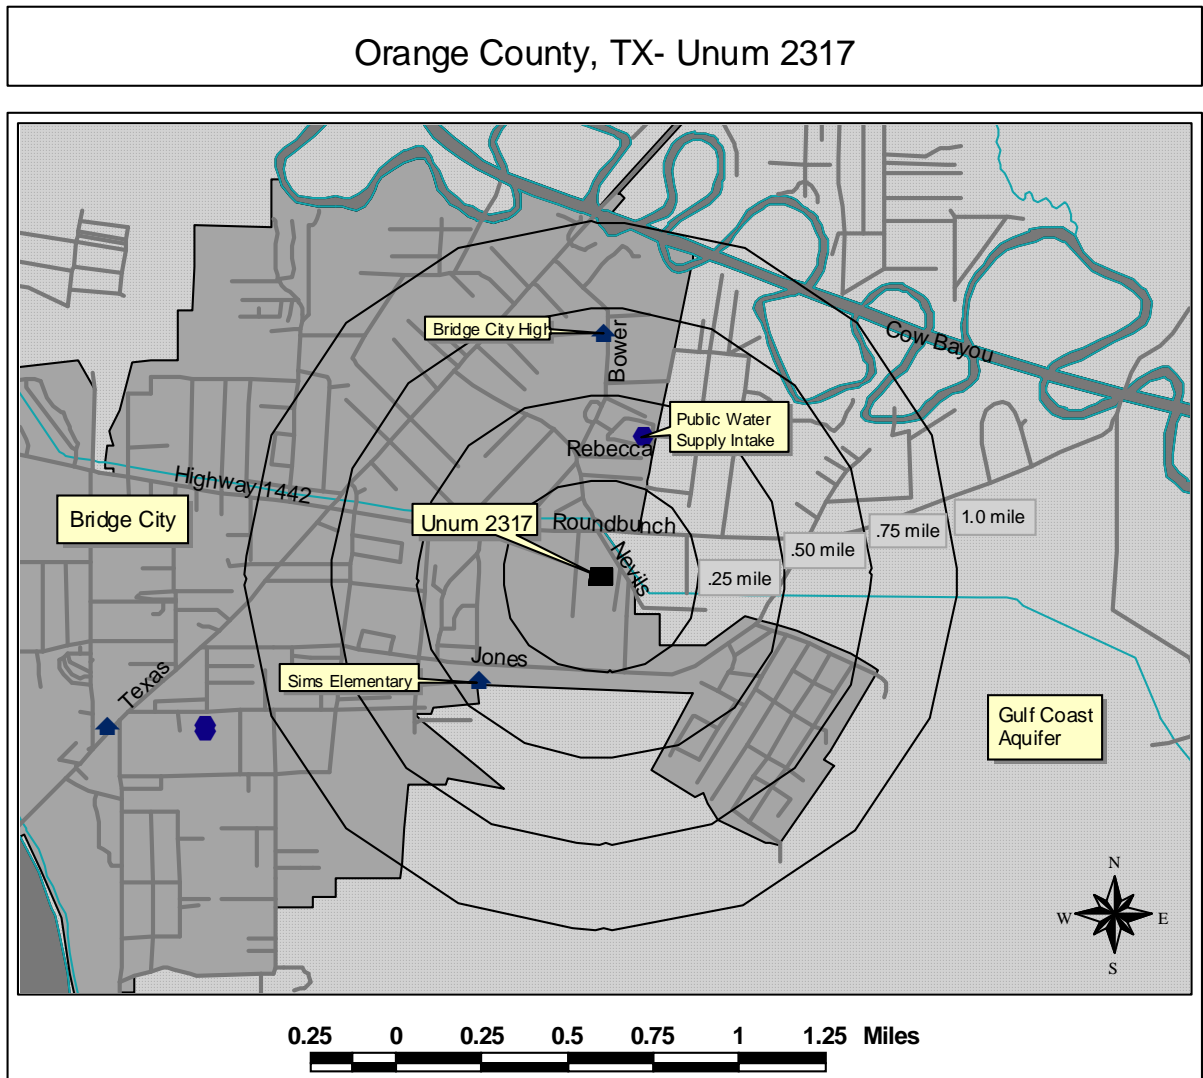 Orange County, TX- Unum 2317
Bridge City High
Bower
Cow Bayou
Public Water
Supply Intake
Rebecca
Highway 1442
Bridge City
Unum 2317
Roundbunch
Nevils
.25 mile
.50 mile
.75 mile
1.0 mile
Jones
Sims Elementary
Texas
Gulf Coast
Aquifer
N
W
E
S
0.25 0 0.25 0.5 0.75 1 1.25 Miles